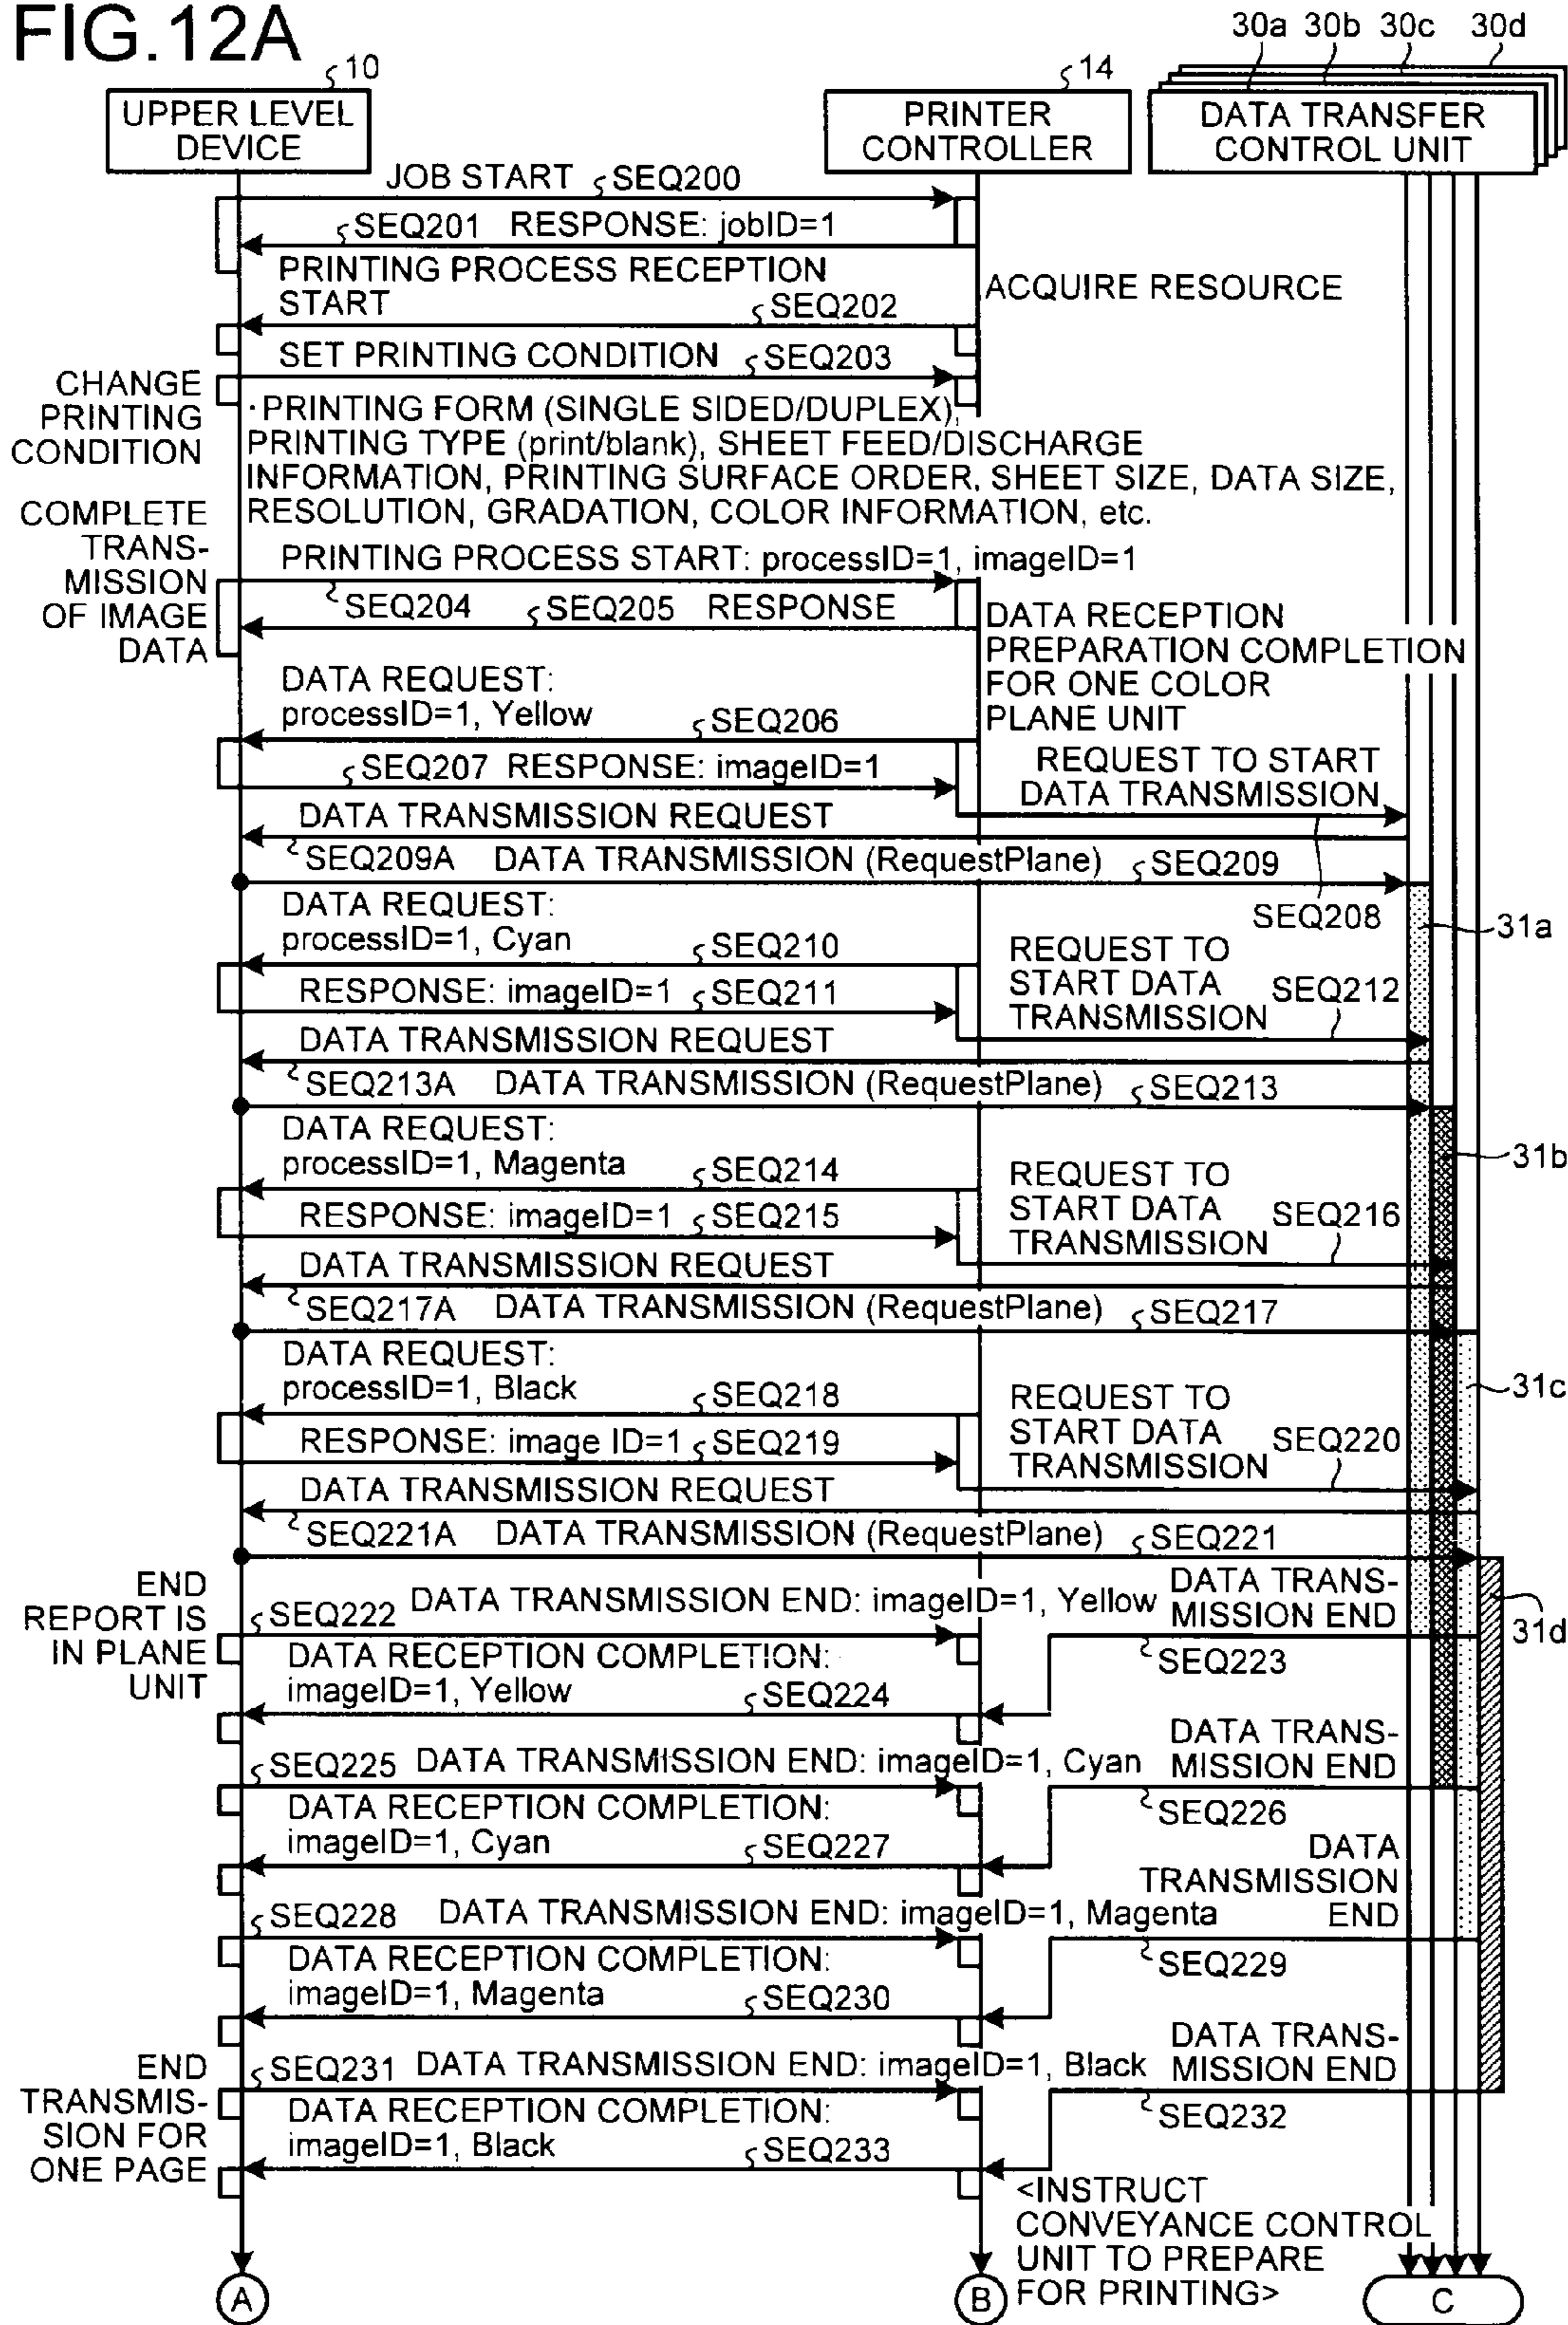 FIG.12A
30a 30b 30c 30d
10
14
UPPER LEVEL
DEVICE
PRINTER
CONTROLLER
DATA TRANSFER
CONTROL UNIT
JOB START SEQ200
SEQ201 RESPONSE: jobID=1
PRINTING PROCESS RECEPTION
START
SEQ202
ACQUIRE RESOURCE
SET PRINTING CONDITION SEQ203
CHANGE
PRINTING
CONDITION
·PRINTING FORM (SINGLE SIDED/DUPLEX),
PRINTING TYPE (print/blank), SHEET FEED/DISCHARGE
INFORMATION, PRINTING SURFACE ORDER, SHEET SIZE, DATA SIZE,
RESOLUTION, GRADATION, COLOR INFORMATION, etc.
COMPLETE
TRANS-
MISSION
OF IMAGE
DATA
PRINTING PROCESS START: processID=1, imageID=1
SEQ204 SEQ205 RESPONSE
DATA RECEPTION
PREPARATION COMPLETION
FOR ONE COLOR
PLANE UNIT
DATA REQUEST:
processID=1, Yellow SEQ206
SEQ207 RESPONSE: imageID=1
REQUEST TO START
DATA TRANSMISSION
DATA TRANSMISSION REQUEST
SEQ209A DATA TRANSMISSION (RequestPlane) SEQ209
SEQ208
31a
DATA REQUEST:
processID=1, Cyan SEQ210
RESPONSE: imageID=1 SEQ211
REQUEST TO
START DATA
TRANSMISSION
SEQ212
DATA TRANSMISSION REQUEST
SEQ213A DATA TRANSMISSION (RequestPlane) SEQ213
DATA REQUEST:
processID=1, Magenta SEQ214
31b
RESPONSE: imageID=1 SEQ215
REQUEST TO
START DATA
TRANSMISSION
SEQ216
DATA TRANSMISSION REQUEST
SEQ217A DATA TRANSMISSION (RequestPlane) SEQ217
DATA REQUEST:
processID=1, Black SEQ218
31c
RESPONSE: image ID=1 SEQ219
REQUEST TO
START DATA
TRANSMISSION
SEQ220
DATA TRANSMISSION REQUEST
SEQ221A DATA TRANSMISSION (RequestPlane) SEQ221
END
REPORT IS
IN PLANE
UNIT
SEQ222 DATA TRANSMISSION END: imageID=1, Yellow
DATA TRANS-
MISSION END
31d
SEQ223
DATA RECEPTION COMPLETION:
imageID=1, Yellow SEQ224
SEQ225 DATA TRANSMISSION END: imageID=1, Cyan
DATA TRANS-
MISSION END
SEQ226
DATA RECEPTION COMPLETION:
imageID=1, Cyan SEQ227
DATA
TRANSMISSION
END
SEQ228 DATA TRANSMISSION END: imageID=1, Magenta
SEQ229
DATA RECEPTION COMPLETION:
imageID=1, Magenta SEQ230
DATA TRANS-
MISSION END
SEQ231 DATA TRANSMISSION END: imageID=1, Black
SEQ232
END
TRANSMIS-
SION FOR
ONE PAGE
DATA RECEPTION COMPLETION:
imageID=1, Black SEQ233
<INSTRUCT
CONVEYANCE CONTROL
UNIT TO PREPARE
FOR PRINTING>
A
B
C